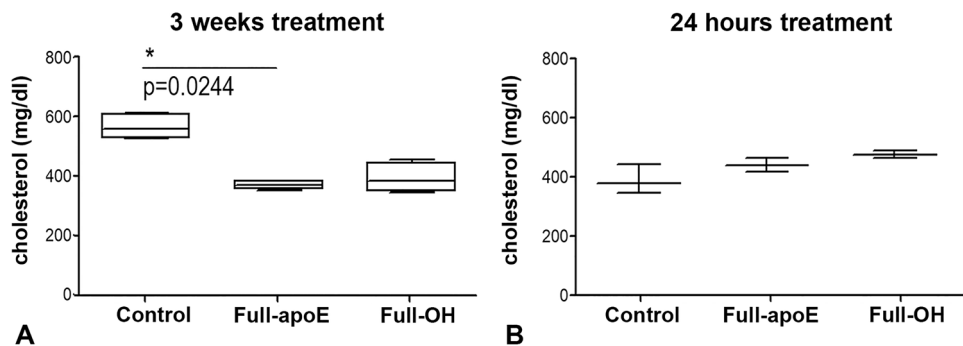 3 weeks treatment
cholesterol (mg/dl)
800
600
400
200
0
*
p=0.0244
Control
Full-apoE
Full-OH
A
24 hours treatment
cholesterol (mg/dl)
800
600
400
200
0
Control
Full-apoE
Full-OH
B